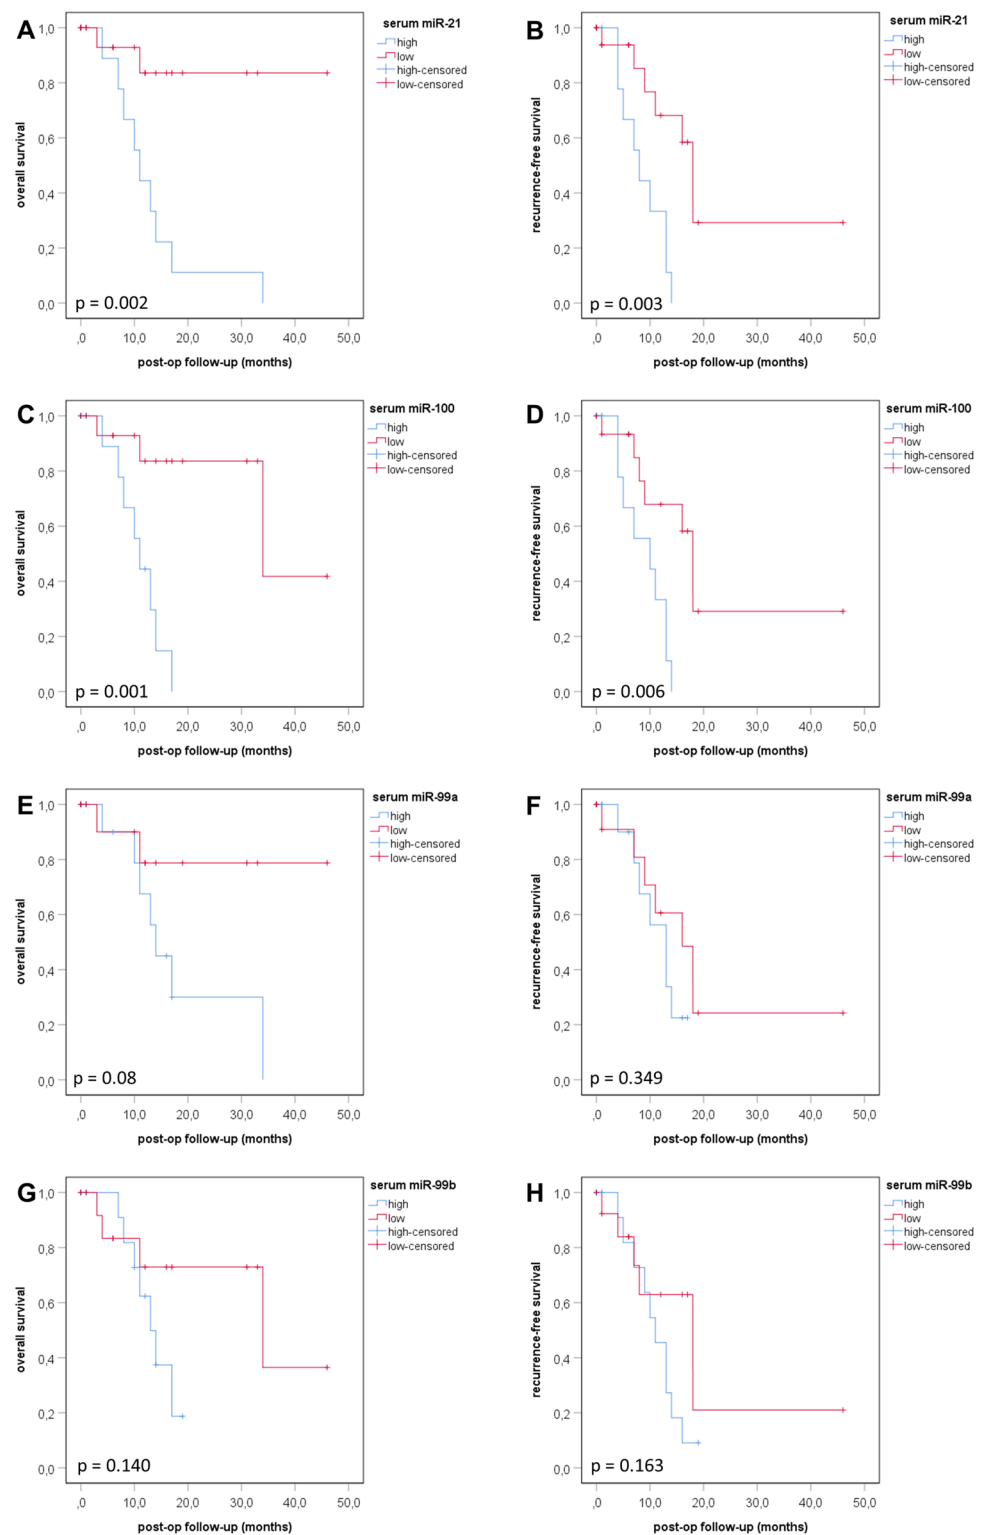 A
serum miR-21
high
low
high-censored
low-censored
overall survival
1,0
0,8
0,6
0,4
0,2
0,0
p = 0.002
,0 10,0 20,0 30,0 40,0 50,0
post-op follow-up (months)
B
serum miR-21
high
low
high-censored
low-censored
recurrence-free survival
1,0
0,8
0,6
0,4
0,2
0,0
p = 0.003
,0 10,0 20,0 30,0 40,0 50,0
post-op follow-up (months)
C
serum miR-100
high
low
high-censored
low-censored
overall survival
1,0
0,8
0,6
0,4
0,2
0,0
p = 0.001
,0 10,0 20,0 30,0 40,0 50,0
post-op follow-up (months)
D
serum miR-100
high
low
high-censored
low-censored
recurrence-free survival
1,0
0,8
0,6
0,4
0,2
0,0
p = 0.006
,0 10,0 20,0 30,0 40,0 50,0
post-op follow-up (months)
E
serum miR-99a
high
low
high-censored
low-censored
overall survival
1,0
0,8
0,6
0,4
0,2
0,0
p = 0.08
,0 10,0 20,0 30,0 40,0 50,0
post-op follow-up (months)
F
serum miR-99a
high
low
high-censored
low-censored
recurrence-free survival
1,0
0,8
0,6
0,4
0,2
0,0
p = 0.349
,0 10,0 20,0 30,0 40,0 50,0
post-op follow-up (months)
G
serum miR-99b
high
low
high-censored
low-censored
overall survival
1,0
0,8
0,6
0,4
0,2
0,0
p = 0.140
,0 10,0 20,0 30,0 40,0 50,0
post-op follow-up (months)
H
serum miR-99b
high
low
high-censored
low-censored
recurrence-free survival
1,0
0,8
0,6
0,4
0,2
0,0
p = 0.163
,0 10,0 20,0 30,0 40,0 50,0
post-op follow-up (months)